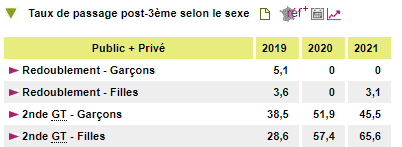 Taux de passage post-3ème selon le sexe réf+
Public + Privé 2019 2020 2021
Redoublement - Garçons 5,1 0 0
Redoublement - Filles 3,6 0 3,1
2nde GT - Garçons 38,5 51,9 45,5
2nde GT - Filles 28,6 57,4 65,6